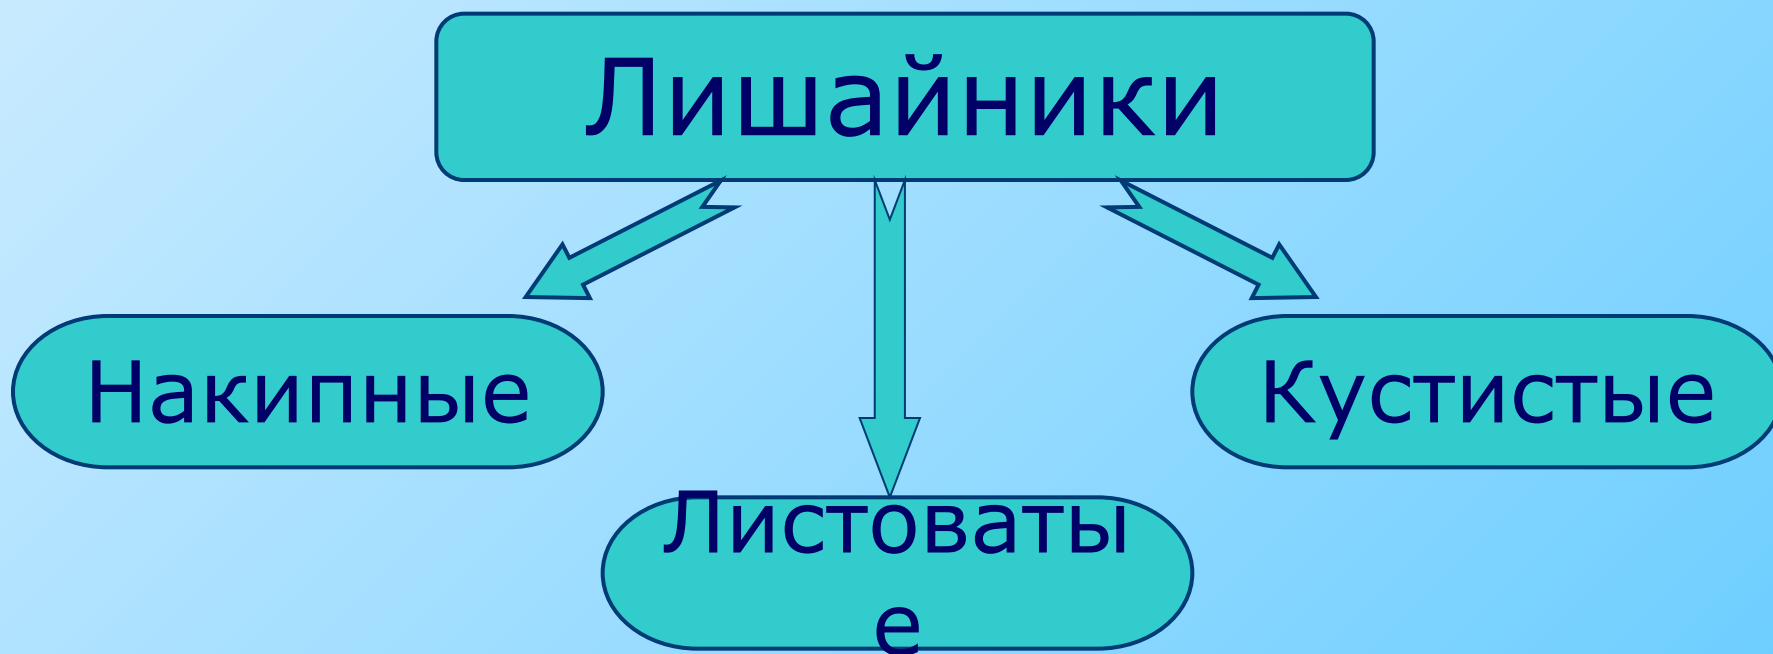 Лишайники
Накипные
Кустистые
Листоваты
е